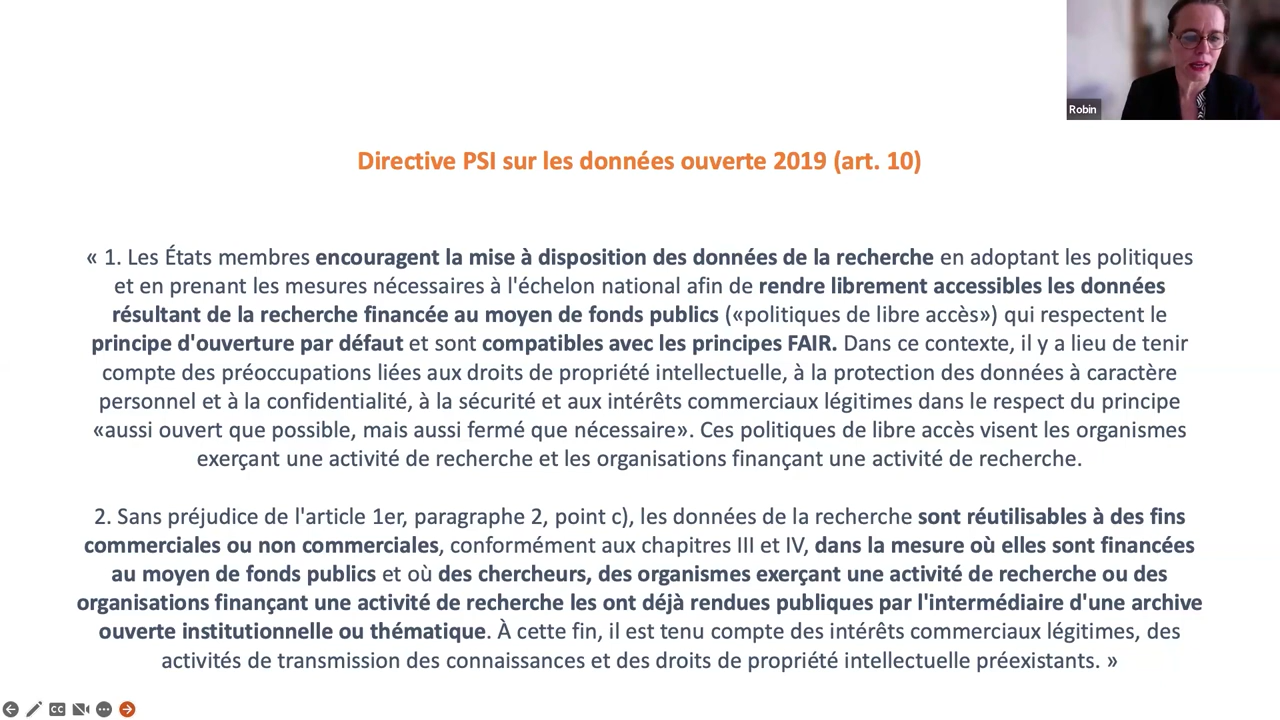 Robin
Directive PSI sur les données ouverte 2019 (art. 10)
« 1. Les États membres encouragent la mise à disposition des données de la recherche en adoptant les politiques
et en prenant les mesures nécessaires à l'échelon national afin de rendre librement accessibles les données
résultant de la recherche financée au moyen de fonds publics («politiques de libre accès») qui respectent le
principe d'ouverture par défaut et sont compatibles avec les principes FAIR. Dans ce contexte, il y a lieu de tenir
compte des préoccupations liées aux droits de propriété intellectuelle, à la protection des données à caractère
personnel et à la confidentialité, à la sécurité et aux intérêts commerciaux légitimes dans le respect du principe
«aussi ouvert que possible, mais aussi fermé que nécessaire». Ces politiques de libre accès visent les organismes
exerçant une activité de recherche et les organisations finançant une activité de recherche.
2. Sans préjudice de l'article 1er, paragraphe 2, point c), les données de la recherche sont réutilisables à des fins
commerciales ou non commerciales, conformément aux chapitres III et IV, dans la mesure où elles sont financées
au moyen de fonds publics et où des chercheurs, des organismes exerçant une activité de recherche ou des
organisations finançant une activité de recherche les ont déjà rendues publiques par l'intermédiaire d'une archive
ouverte institutionnelle ou thématique. À cette fin, il est tenu compte des intérêts commerciaux légitimes, des
activités de transmission des connaissances et des droits de propriété intellectuelle préexistants. »
CC